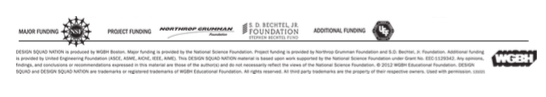 MAJOR FUNDING NSF PROJECT FUNDING NORTHROP GRUMMAN Foundation S. D. BECHTEL, JR. FOUNDATION STEPHEN BECHTEL FUND ADDITIONAL FUNDING
DESIGN SQUAD NATION is produced by WGBH Boston. Major funding is provided by the National Science Foundation. Project funding is provided by Northrop Grumman Foundation and S.D. Bechtel, Jr. Foundation. Additional funding
is provided by United Engineering Foundation (ASCE, ASME, AIChE, IEEE, AIME). This DESIGN SQUAD NATION material is based upon work supported by the National Science Foundation under Grant No. EEC-1129342. Any opinions,
findings, and conclusions or recommendations expressed in this material are those of the author(s) and do not necessarily reflect the views of the National Science Foundation. © 2012 WGBH Educational Foundation. DESIGN
SQUAD and DESIGN SQUAD NATION are trademarks or registered trademarks of WGBH Educational Foundation. All rights reserved. All third party trademarks are the property of their respective owners. Used with permission.
WGBH